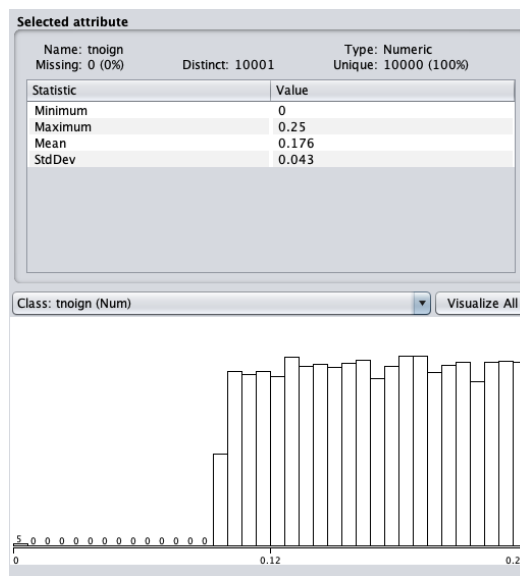 Selected attribute
Name: tnoign Type: Numeric
Missing: 0 (0%) Distinct: 10001 Unique: 10000 (100%)
Statistic Value
Minimum 0
Maximum 0.25
Mean 0.176
StdDev 0.043
Class: tnoign (Num) Visualize All
5 0 0 0 0 0 0 0 0 0 0 0 0 0
0 0.12 0.2